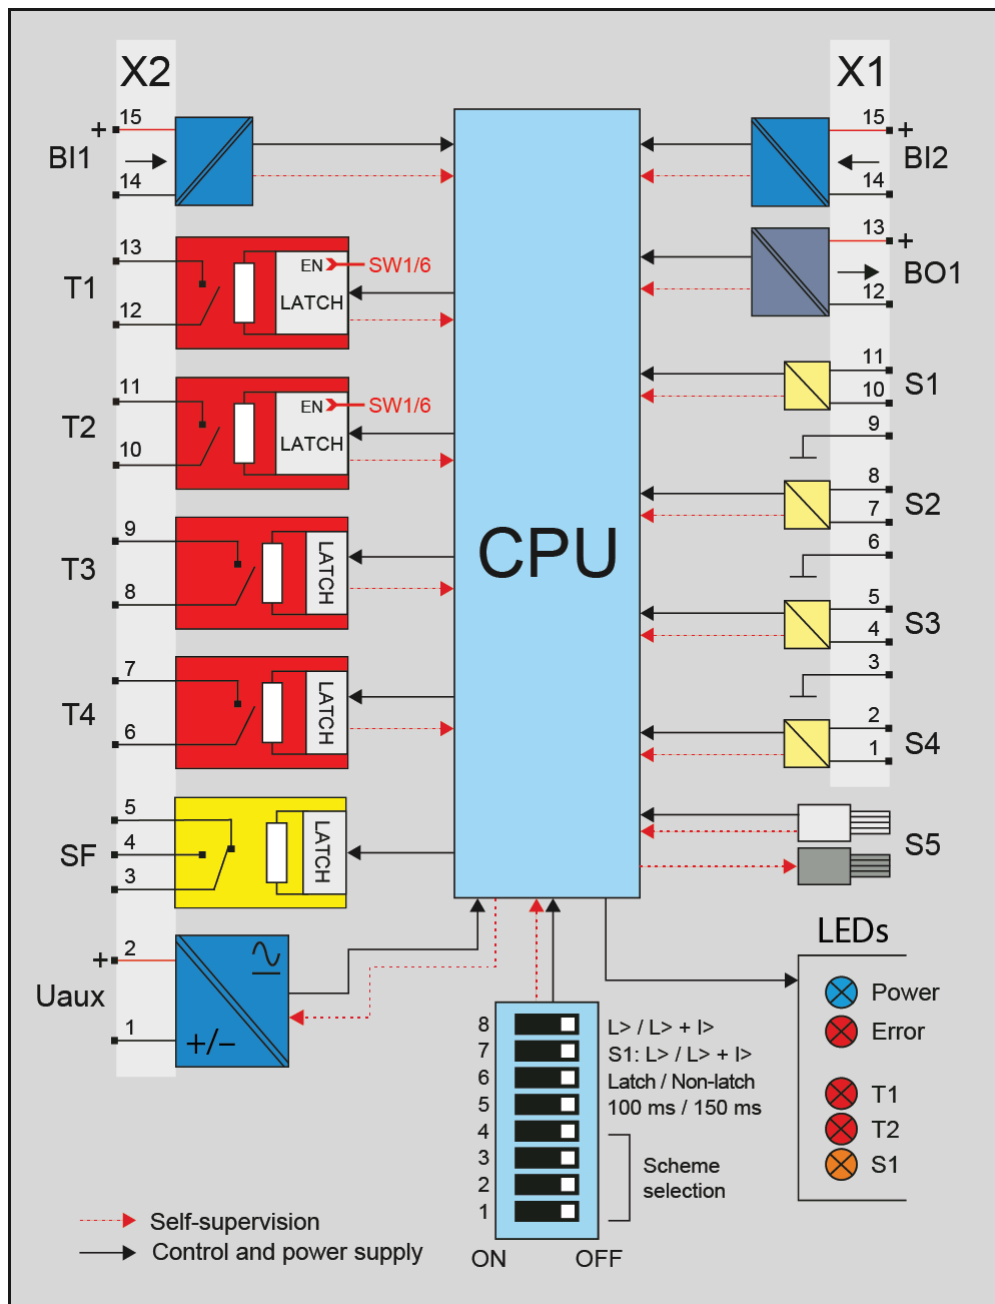 X2
15
+
BI1
14
13
T1
12
EN
SW1/6
LATCH
11
T2
10
EN
SW1/6
LATCH
9
T3
8
LATCH
7
T4
6
LATCH
5
SF
4
3
LATCH
2
+
Uaux
1
+/−
CPU
X1
15
+
BI2
14
13
+
BO1
12
11
S1
10
9
8
S2
7
6
5
S3
4
3
2
S4
1
S5
LEDs
Power
Error
T1
T2
S1
8 L> / L> + I>
7 S1: L> / L> + I>
6 Latch / Non-latch
5 100 ms / 150 ms
4
3
2
1
Scheme
selection
ON OFF
Self-supervision
Control and power supply